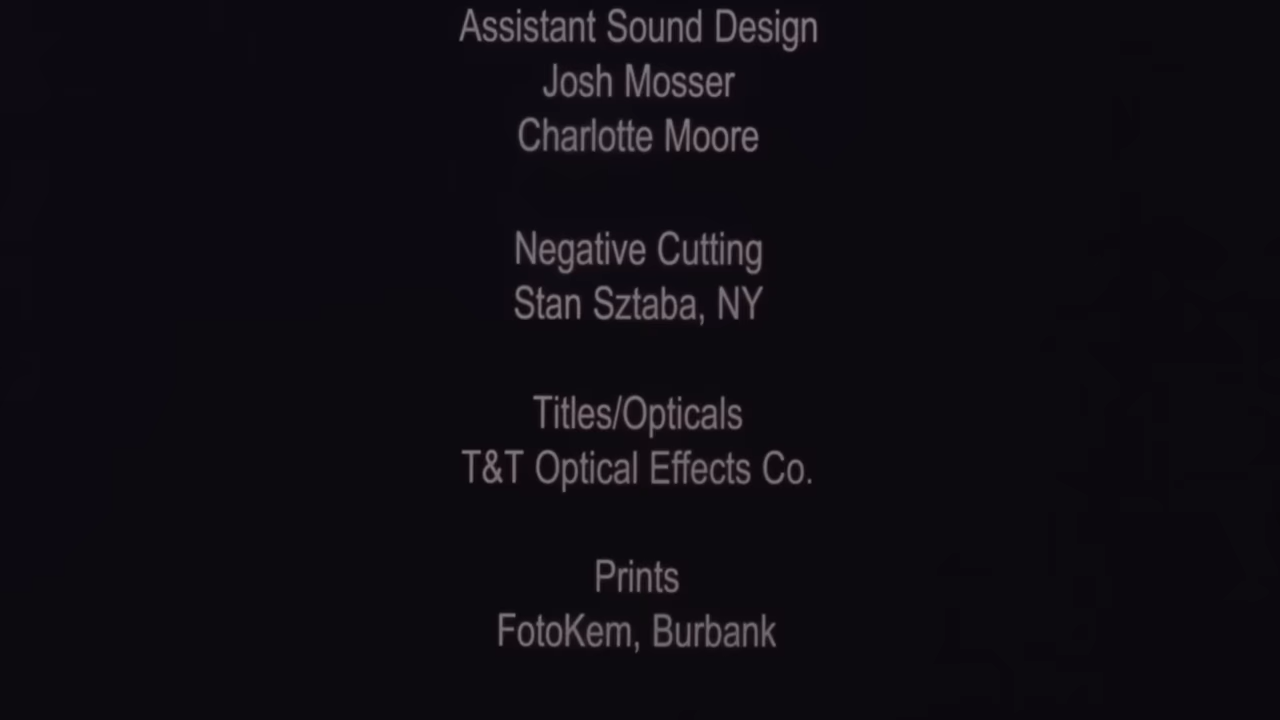 Assistant Sound Design
Josh Mosser
Charlotte Moore
Negative Cutting
Stan Sztaba, NY
Titles/Opticals
T&T Optical Effects Co.
Prints
FotoKem, Burbank